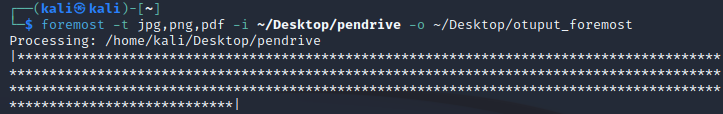 ┌──(kali㉿kali)-[~]
└─$ foremost -t jpg,png,pdf -i ~/Desktop/pendrive -o ~/Desktop/otuput_foremost
Processing: /home/kali/Desktop/pendrive
|****************************************************************************************
*****************************************************************************************
*****************************************************************************************
****************************|